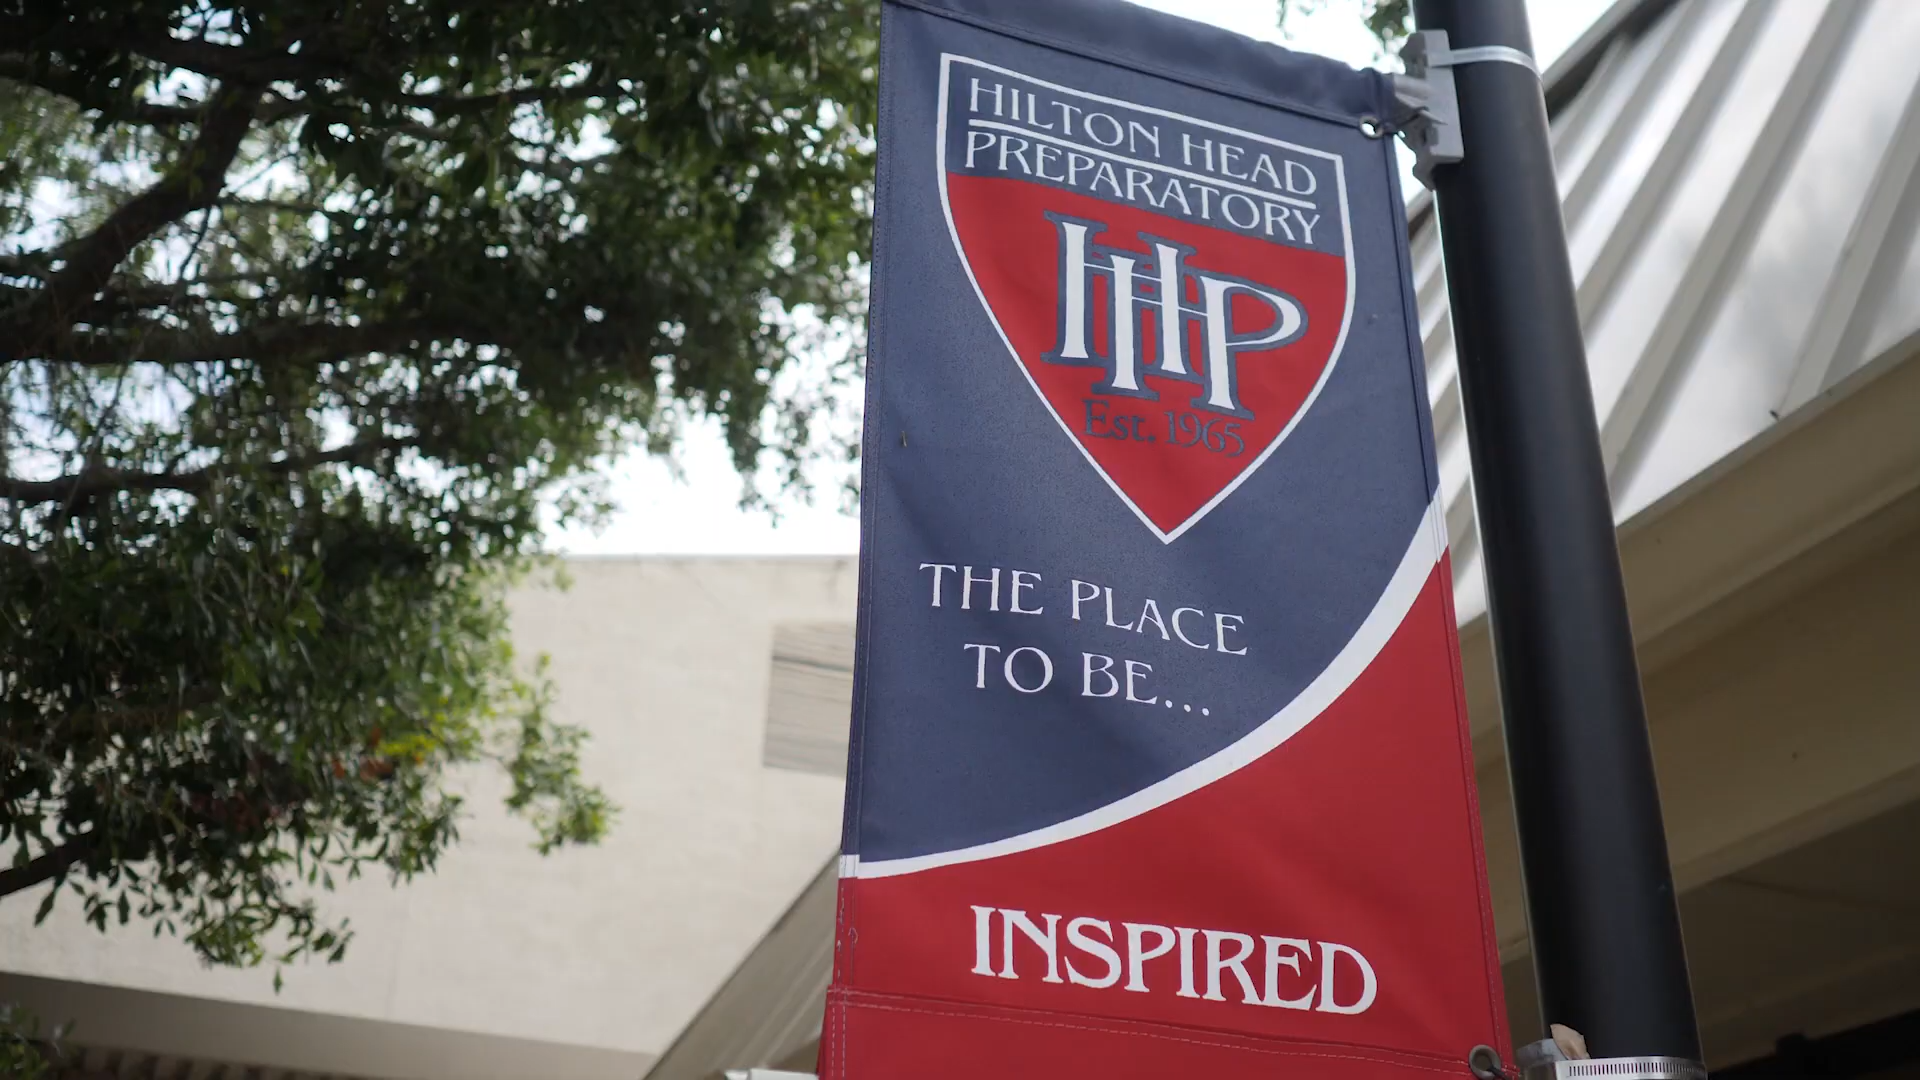 HILTON HEAD
PREPARATORY
HHP
Est. 1965
THE PLACE
TO BE...
INSPIRED